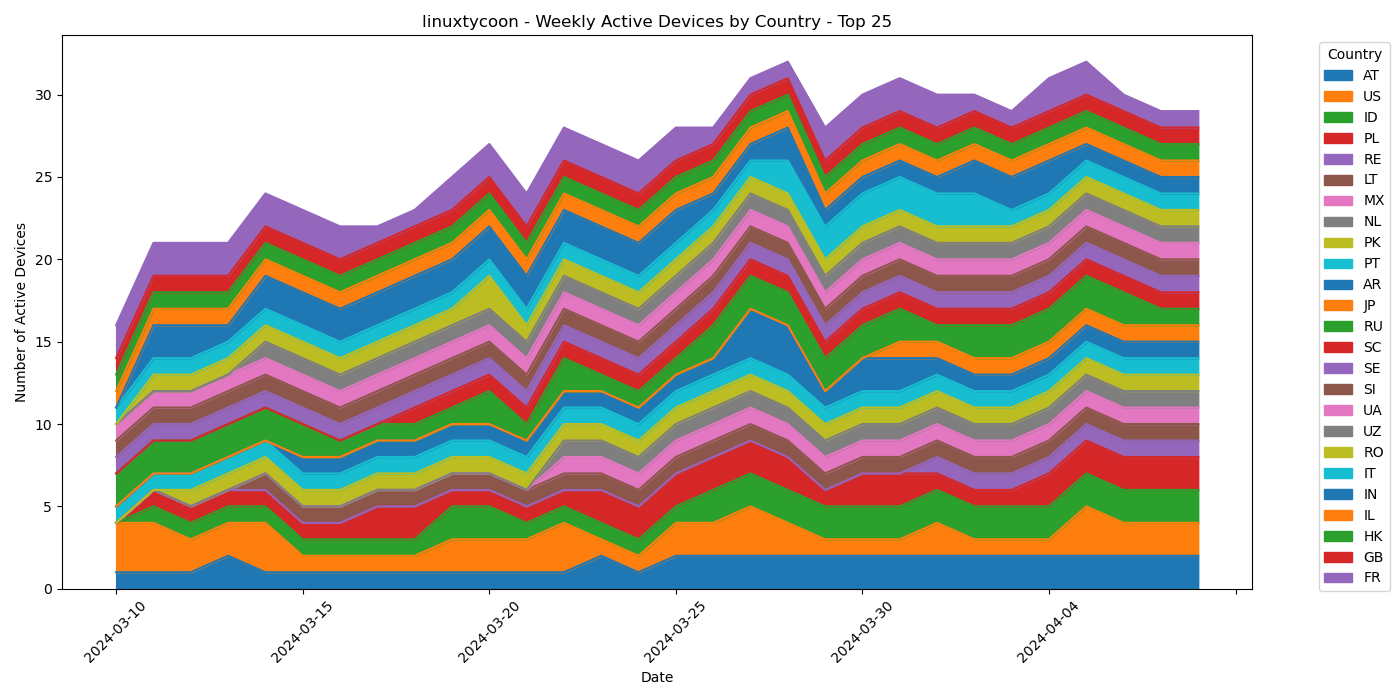 linuxtycoon - Weekly Active Devices by Country - Top 25
Number of Active Devices
30
25
20
15
10
5
0
2024-03-10
2024-03-15
2024-03-20
2024-03-25
2024-03-30
2024-04-04
Date
Country
AT
US
ID
PL
RE
LT
MX
NL
PK
PT
AR
JP
RU
SC
SE
SI
UA
UZ
RO
IT
IN
IL
HK
GB
FR